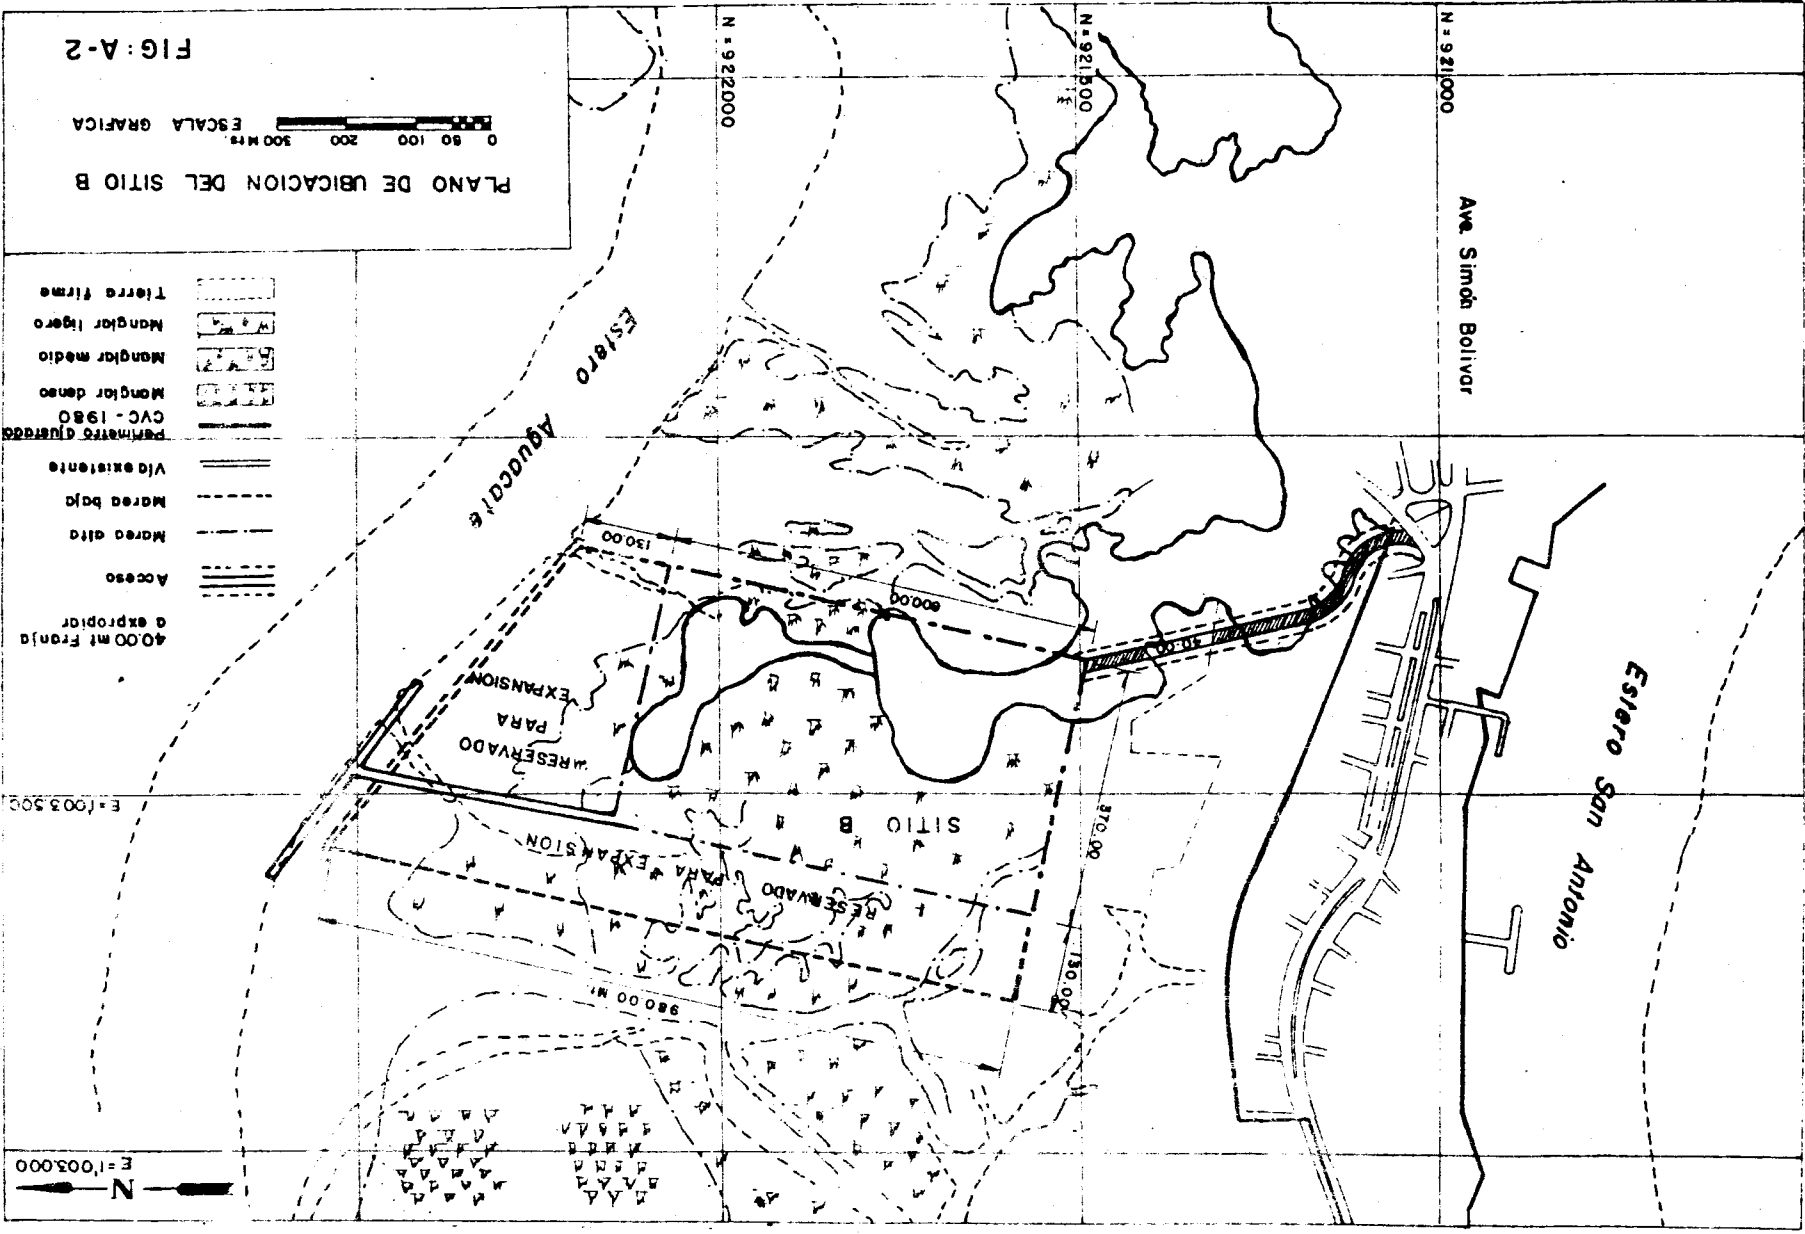 N
E=1'003.000
E=1'003.500
N = 922000
N = 921.500
N = 921.000
980.00 Mt
130.00
370.00
RESERVADO PARA EXPANSION
SITIO B
RESERVADO
PARA
EXPANSION
600.00
130.00
40.00
Estero San Antonio
Estero Aguacate
Ave. Simón Bolivar
40.00 mt Franja
a expropiar
Acceso
Marea alta
Marea baja
Vía existente
Perimetro ajustado
CVC - 1980
Manglar denso
Manglar medio
Manglar ligero
Tierra firme
PLANO DE UBICACION DEL SITIO B
0 50 100 200 300 Mts.
ESCALA GRAFICA
FIG: A-2